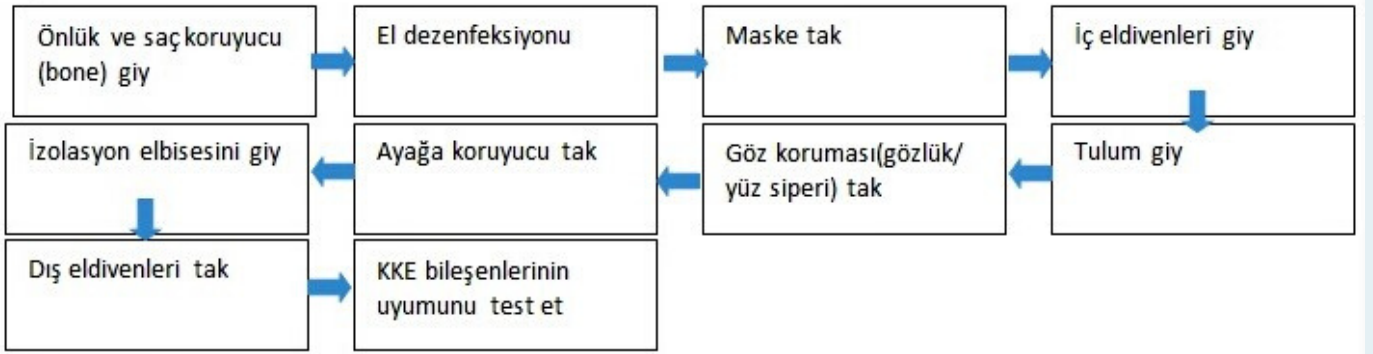 Önlük ve saç koruyucu
(bone) giy
El dezenfeksiyonu
Maske tak
İç eldivenleri giy
Tulum giy
Göz koruması(gözlük/
yüz siperi) tak
Ayağa koruyucu tak
İzolasyon elbisesini giy
Dış eldivenleri tak
KKE bileşenlerinin
uyumunu test et